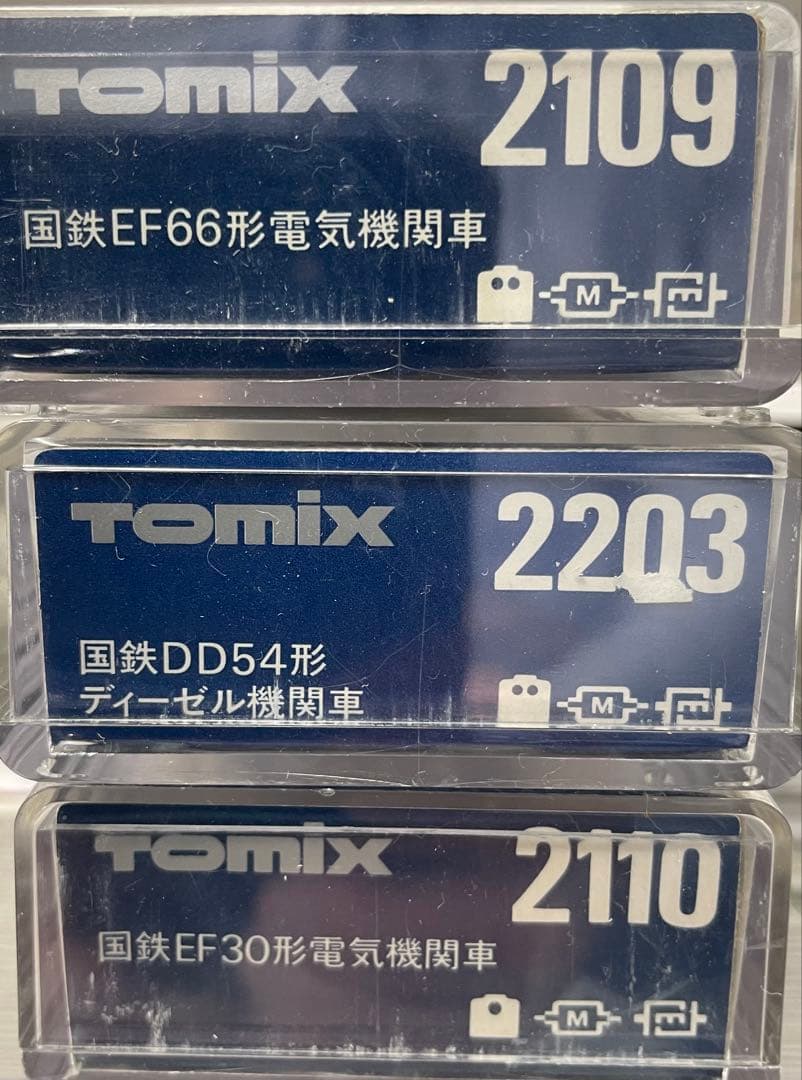 TOMIX 2109
国鉄EF66形電気機関車
M
TOMIX 2203
国鉄DD54形
ディーゼル機関車
M
TOMIX 2110
国鉄EF30形電気機関車
M